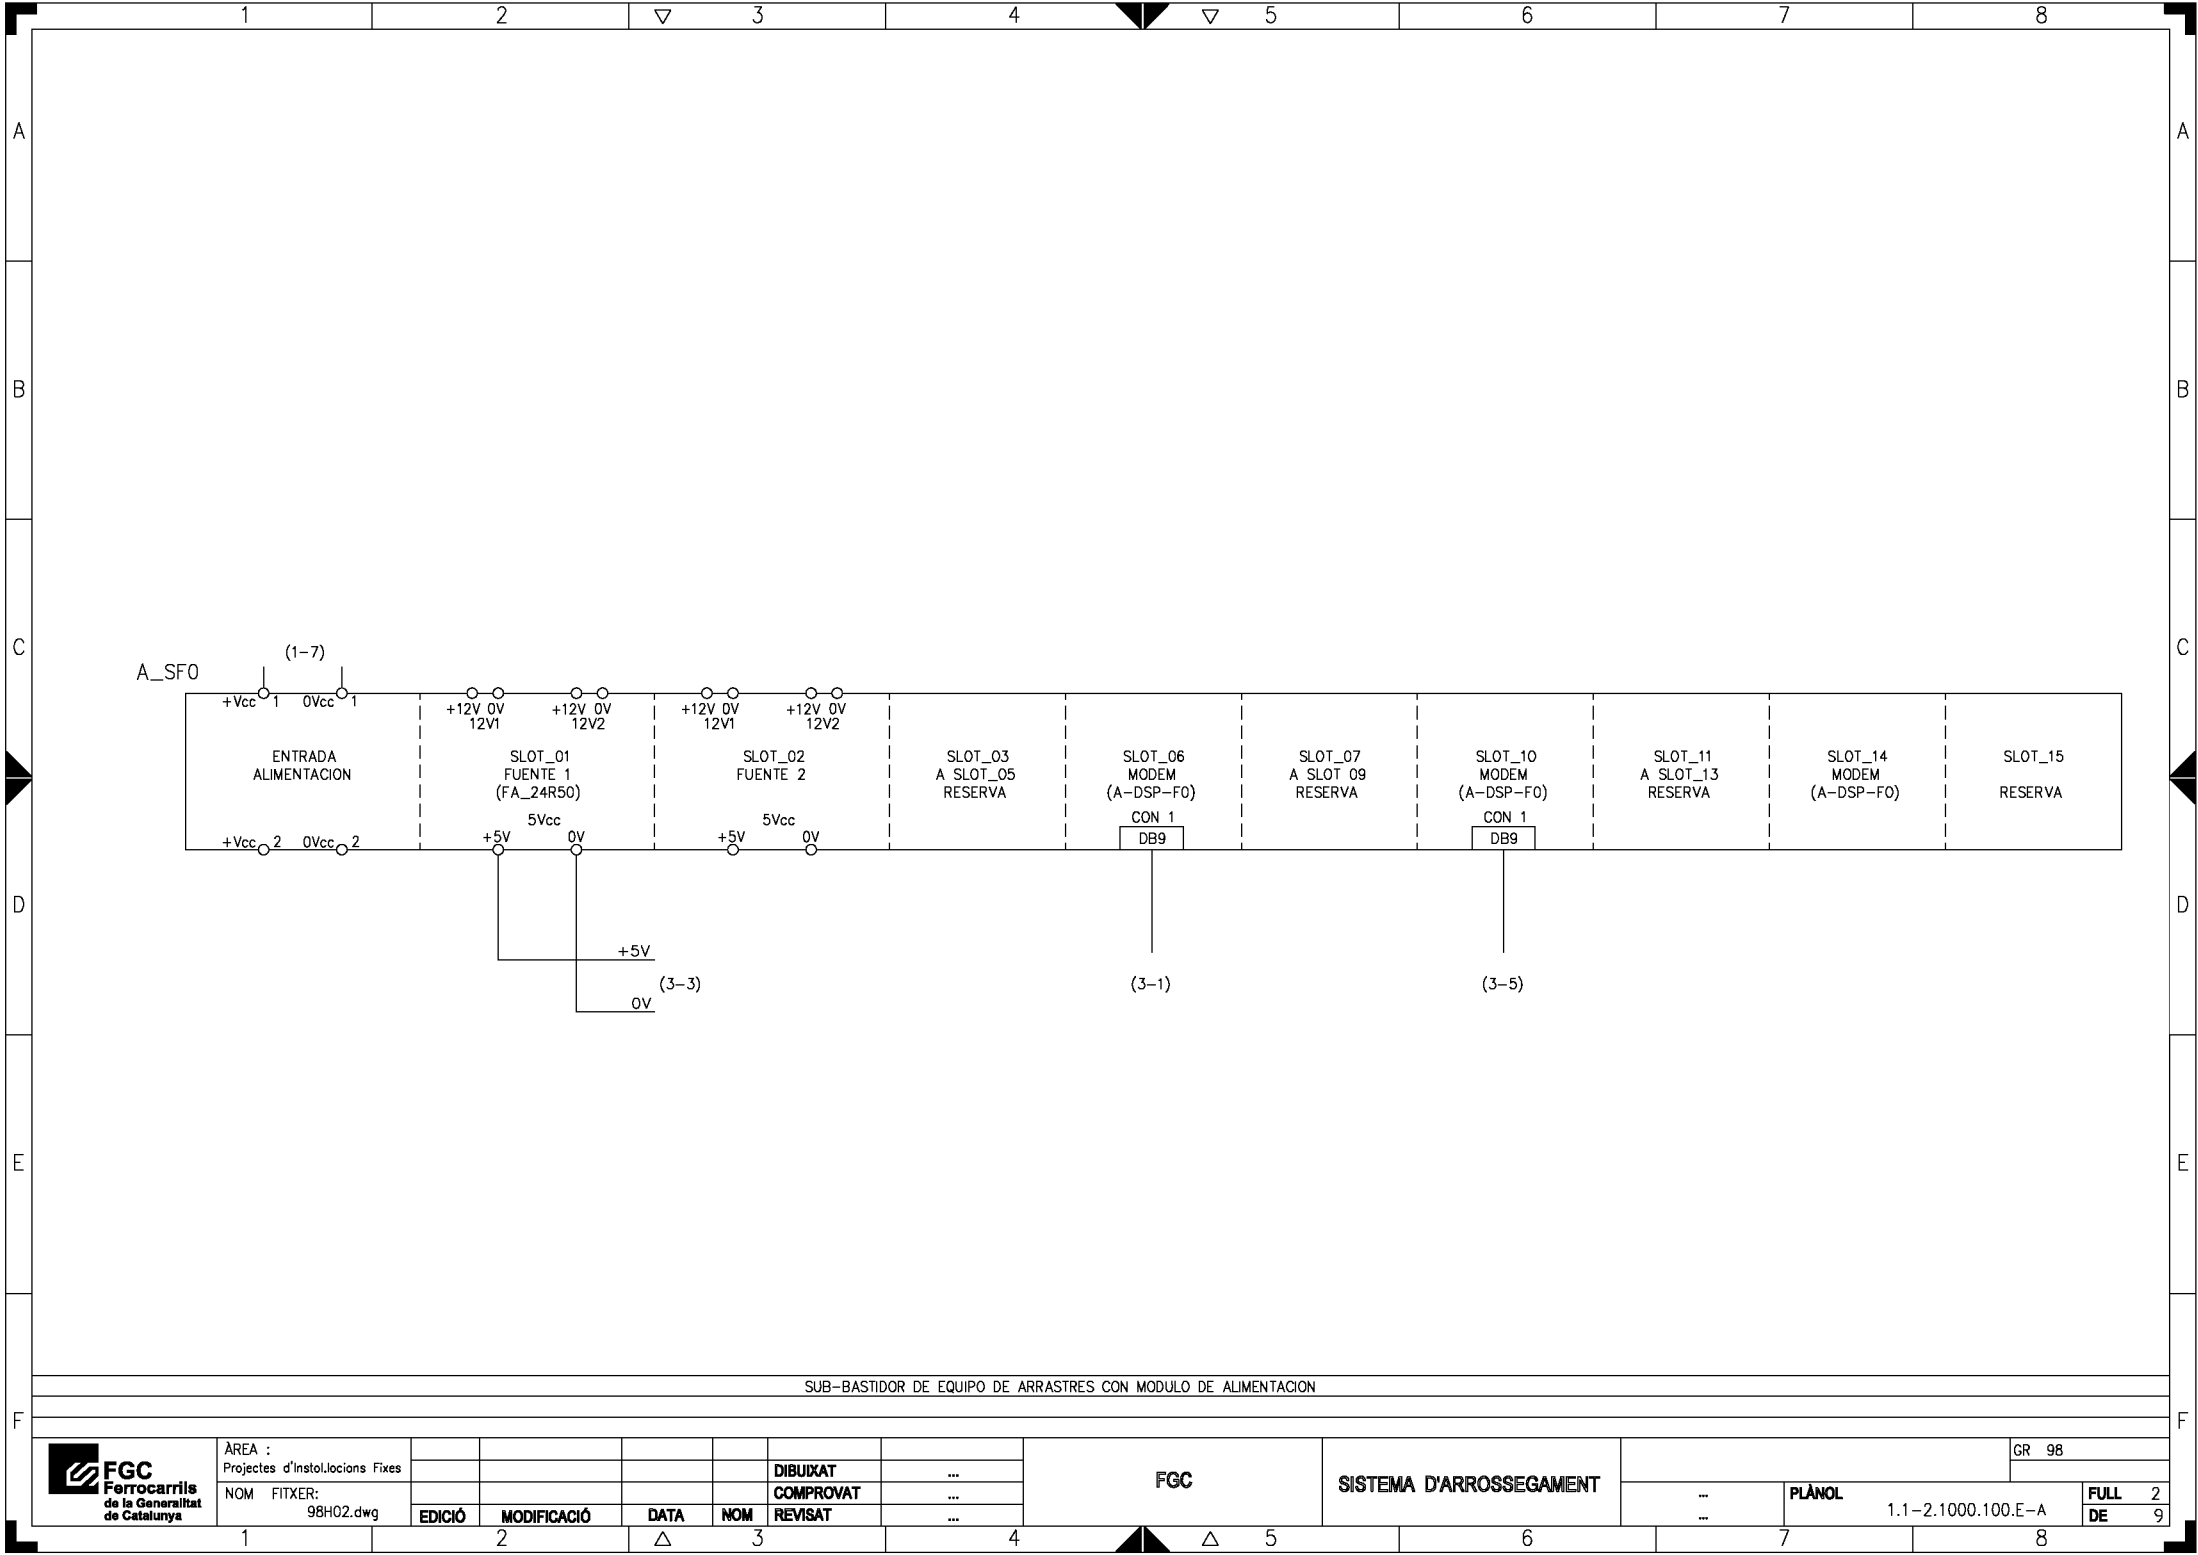 1 2 3 4 5 6 7 8
A A
B B
C C
D D
E E
F F
(1-7)
A_SF0
+Vcc 1 0Vcc 1
+12V 0V +12V 0V +12V 0V +12V 0V
12V1 12V2 12V1 12V2
ENTRADA
ALIMENTACION
+Vcc 2 0Vcc 2
SLOT_01
FUENTE 1
(FA_24R50)
5Vcc
+5V 0V
SLOT_02
FUENTE 2
5Vcc
+5V 0V
SLOT_03
A SLOT_05
RESERVA
SLOT_06
MODEM
(A-DSP-F0)
CON 1
DB9
SLOT_07
A SLOT 09
RESERVA
SLOT_10
MODEM
(A-DSP-F0)
CON 1
DB9
SLOT_11
A SLOT_13
RESERVA
SLOT_14
MODEM
(A-DSP-F0)
SLOT_15
RESERVA
+5V
(3-3)
0V
(3-1)
(3-5)
SUB-BASTIDOR DE EQUIPO DE ARRASTRES CON MODULO DE ALIMENTACION
FGC
Ferrocarrils
de la Generalitat
de Catalunya
ÀREA :
Projectes d'Instol.locions Fixes
NOM FITXER:
98H02.dwg
EDICIÓ MODIFICACIÓ DATA NOM
DIBUIXAT ...
COMPROVAT ...
REVISAT ...
FGC
SISTEMA D'ARROSSEGAMENT
...
...
GR 98
PLÀNOL
1.1-2.1000.100.E-A
FULL 2
DE 9
1 2 3 4 5 6 7 8